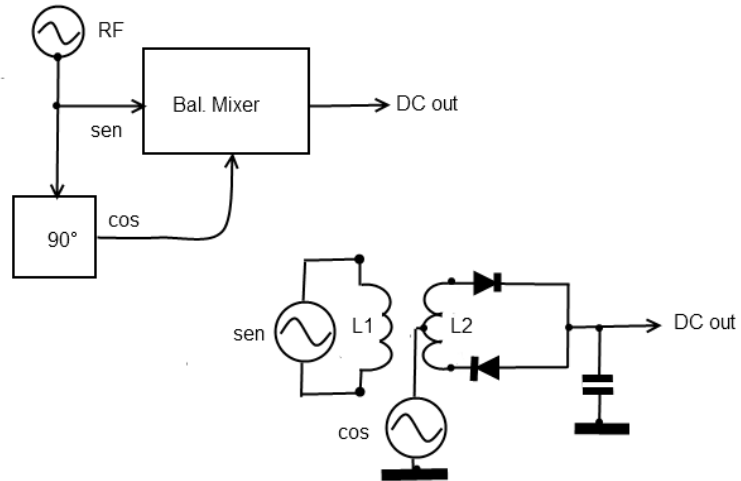 RF
Bal. Mixer
DC out
sen
cos
90°
L1
L2
sen
DC out
cos